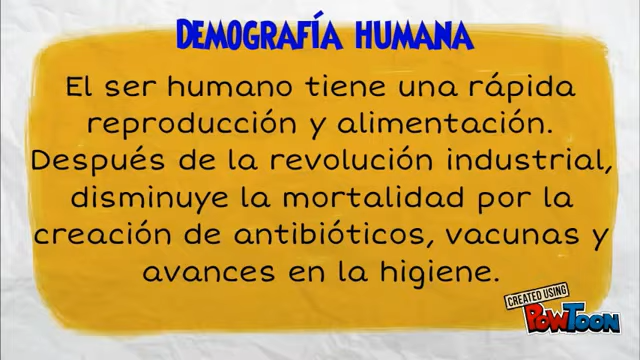 DEMOGRAFÍA HUMANA
El ser humano tiene una rápida
reproducción y alimentación.
Después de la revolución industrial,
disminuye la mortalidad por la
creación de antibióticos, vacunas y
avances en la higiene.
CREATED USING
POWTOON